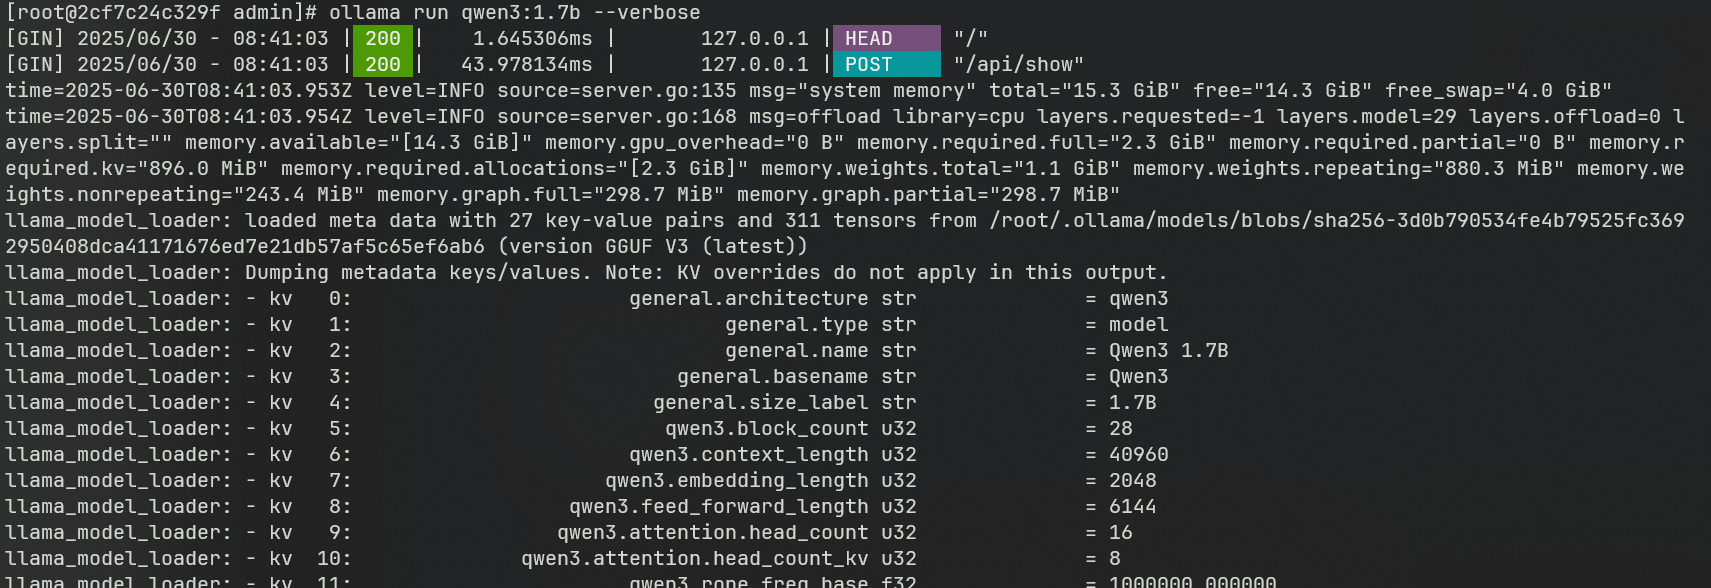 [root@2cf7c24c329f admin]# ollama run qwen3:1.7b --verbose
[GIN] 2025/06/30 - 08:41:03 | 200 |    1.645306ms |       127.0.0.1 | HEAD     "/"
[GIN] 2025/06/30 - 08:41:03 | 200 |   43.978134ms |       127.0.0.1 | POST     "/api/show"
time=2025-06-30T08:41:03.953Z level=INFO source=server.go:135 msg="system memory" total="15.3 GiB" free="14.3 GiB" free_swap="4.0 GiB"
time=2025-06-30T08:41:03.954Z level=INFO source=server.go:168 msg=offload library=cpu layers.requested=-1 layers.model=29 layers.offload=0 l
ayers.split="" memory.available="[14.3 GiB]" memory.gpu_overhead="0 B" memory.required.full="2.3 GiB" memory.required.partial="0 B" memory.r
equired.kv="896.0 MiB" memory.required.allocations="[2.3 GiB]" memory.weights.total="1.1 GiB" memory.weights.repeating="880.3 MiB" memory.we
ights.nonrepeating="243.4 MiB" memory.graph.full="298.7 MiB" memory.graph.partial="298.7 MiB"
llama_model_loader: loaded meta data with 27 key-value pairs and 311 tensors from /root/.ollama/models/blobs/sha256-3d0b790534fe4b79525fc369
2950408dca41171676ed7e21db57af5c65ef6ab6 (version GGUF V3 (latest))
llama_model_loader: Dumping metadata keys/values. Note: KV overrides do not apply in this output.
llama_model_loader: - kv   0:                       general.architecture str              = qwen3
llama_model_loader: - kv   1:                               general.type str              = model
llama_model_loader: - kv   2:                               general.name str              = Qwen3 1.7B
llama_model_loader: - kv   3:                           general.basename str              = Qwen3
llama_model_loader: - kv   4:                         general.size_label str              = 1.7B
llama_model_loader: - kv   5:                          qwen3.block_count u32              = 28
llama_model_loader: - kv   6:                       qwen3.context_length u32              = 40960
llama_model_loader: - kv   7:                     qwen3.embedding_length u32              = 2048
llama_model_loader: - kv   8:                  qwen3.feed_forward_length u32              = 6144
llama_model_loader: - kv   9:                 qwen3.attention.head_count u32              = 16
llama_model_loader: - kv  10:              qwen3.attention.head_count_kv u32              = 8
llama_model_loader: - kv  11:                       qwen3.rope.freq_base f32              = 1000000.000000